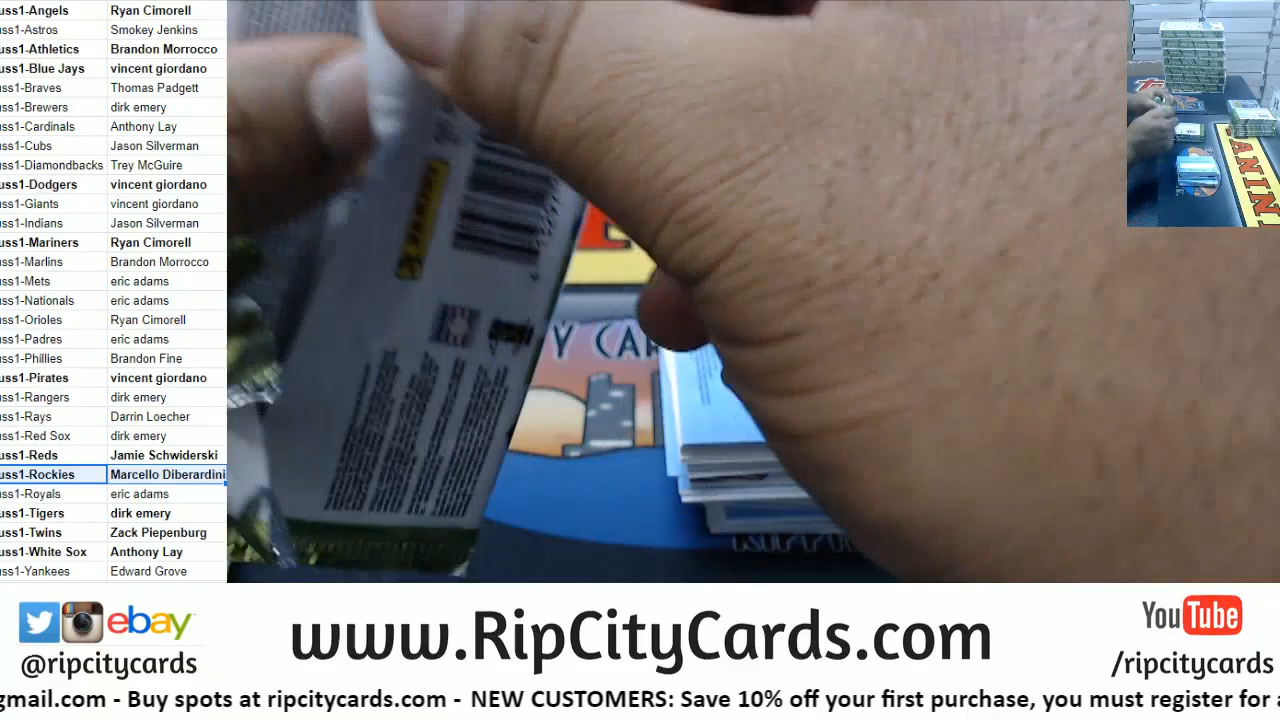 uss1-Angels Ryan Cimorell
uss1-Astros Smokey Jenkins
uss1-Athletics Brandon Morrocco
uss1-Blue Jays vincent giordano
uss1-Braves Thomas Padgett
uss1-Brewers dirk emery
uss1-Cardinals Anthony Lay
uss1-Cubs Jason Silverman
uss1-Diamondbacks Trey McGuire
uss1-Dodgers vincent giordano
uss1-Giants vincent giordano
uss1-Indians Jason Silverman
uss1-Mariners Ryan Cimorell
uss1-Marlins Brandon Morrocco
uss1-Mets eric adams
uss1-Nationals eric adams
uss1-Orioles Ryan Cimorell
uss1-Padres eric adams
uss1-Phillies Brandon Fine
uss1-Pirates vincent giordano
uss1-Rangers dirk emery
uss1-Rays Darrin Loecher
uss1-Red Sox dirk emery
uss1-Reds Jamie Schwiderski
uss1-Rockies Marcello Diberardini
uss1-Royals eric adams
uss1-Tigers dirk emery
uss1-Twins Zack Piepenburg
uss1-White Sox Anthony Lay
uss1-Yankees Edward Grove
Y CAR
ANINI
ebay
@ripcitycards
www.RipCityCards.com
YouTube
/ripcitycards
gmail.com - Buy spots at ripcitycards.com - NEW CUSTOMERS: Save 10% off your first purchase, you must register for a